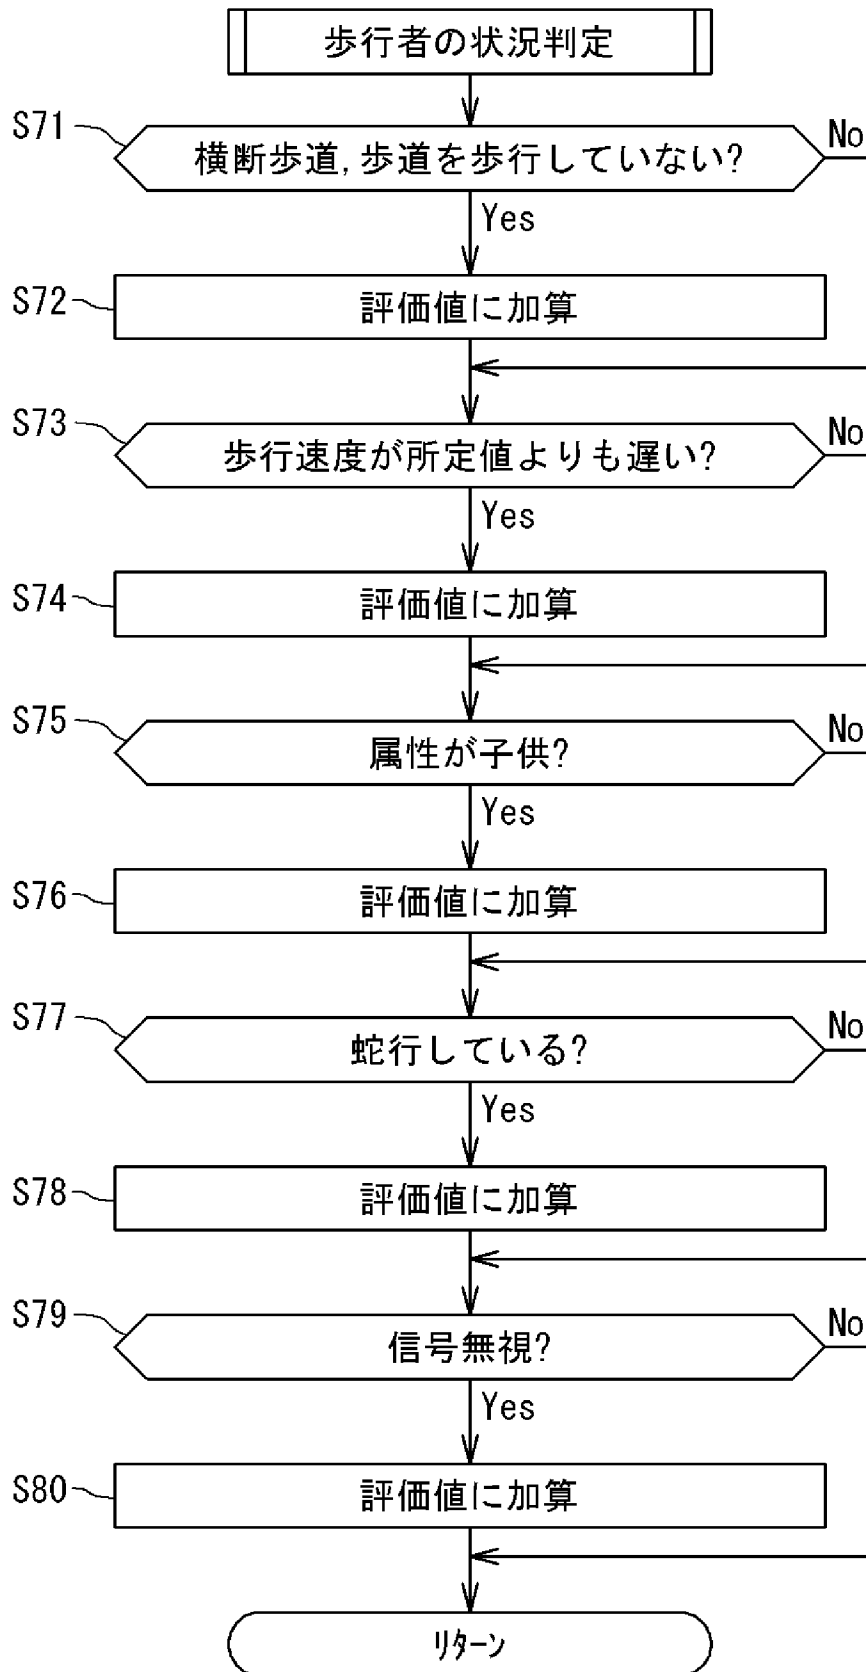 歩行者の状況判定
S71
横断歩道,歩道を歩行していない?
No
Yes
S72
評価値に加算
S73
歩行速度が所定値よりも遅い?
No
Yes
S74
評価値に加算
S75
属性が子供?
No
Yes
S76
評価値に加算
S77
蛇行している?
No
Yes
S78
評価値に加算
S79
信号無視?
No
Yes
S80
評価値に加算
リターン